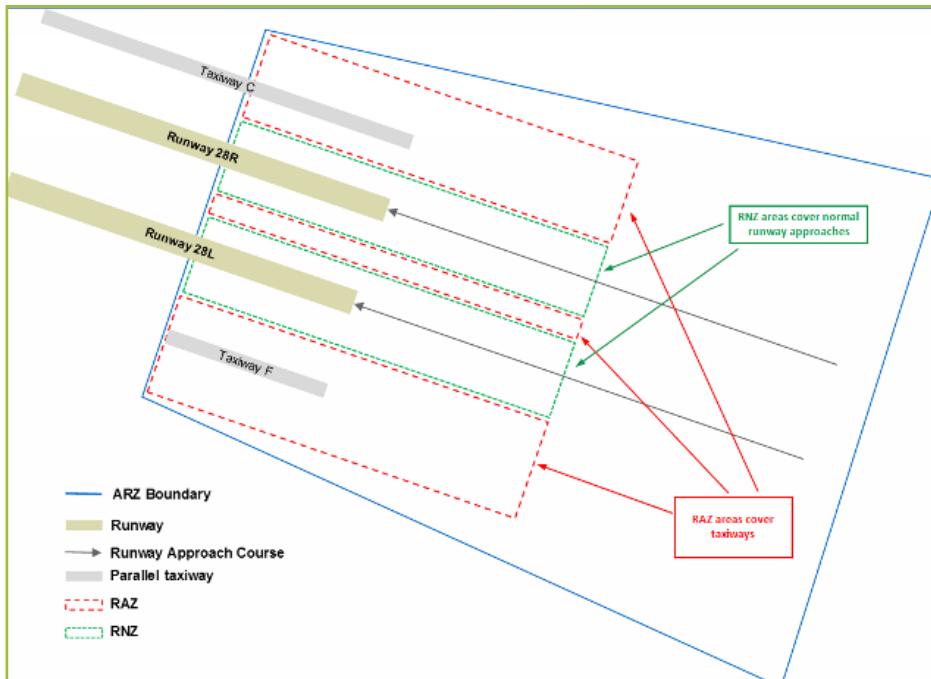 Taxiway C
Runway 28R
Runway 28L
Taxiway F
RNZ areas cover normal
runway approaches
RAZ areas cover
taxiways
ARZ Boundary
Runway
Runway Approach Course
Parallel taxiway
RAZ
RNZ